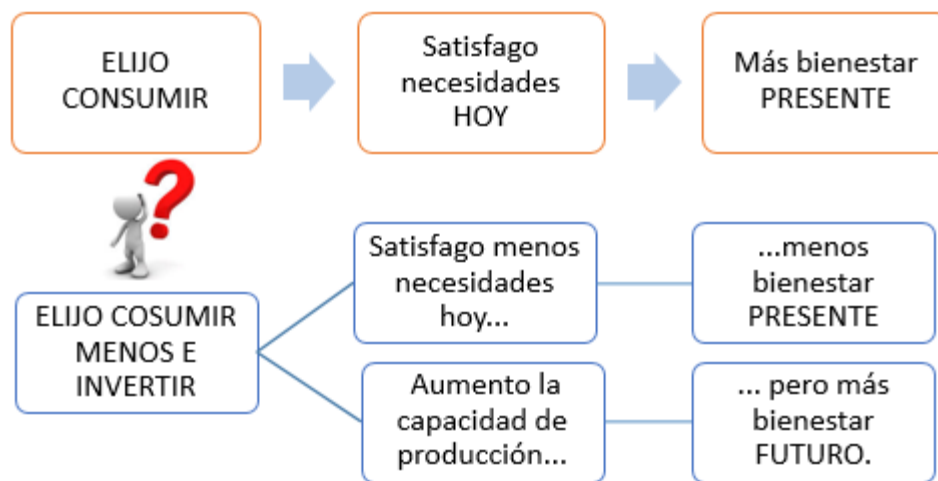 ELIJO
CONSUMIR
Satisfago
necesidades
HOY
Más bienestar
PRESENTE
?
ELIJO COSUMIR
MENOS E
INVERTIR
Satisfago menos
necesidades
hoy...
...menos
bienestar
PRESENTE
Aumento la
capacidad de
producción...
... pero más
bienestar
FUTURO.